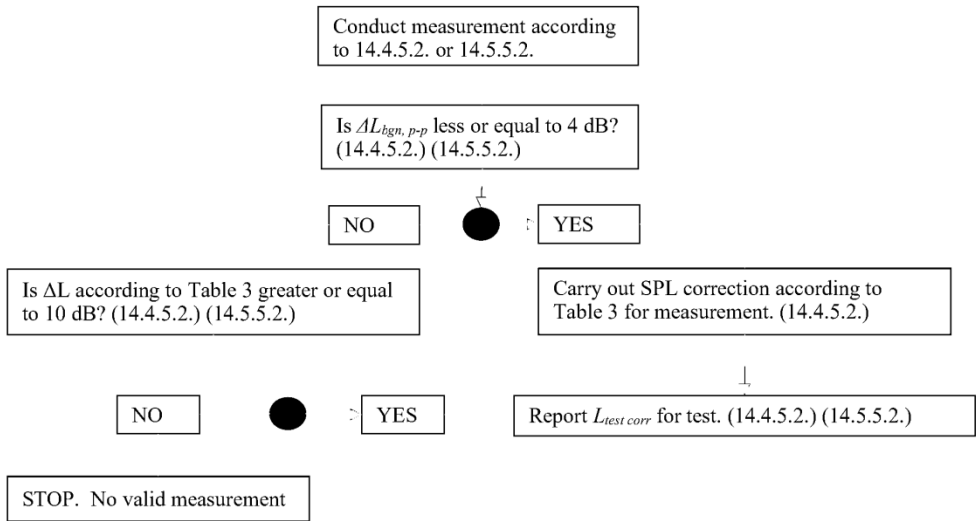 Conduct measurement according
to 14.4.5.2. or 14.5.5.2.
Is ΔL bgn, p-p less or equal to 4 dB?
(14.4.5.2.) (14.5.5.2.)
NO
YES
Is ΔL according to Table 3 greater or equal
to 10 dB? (14.4.5.2.) (14.5.5.2.)
Carry out SPL correction according to
Table 3 for measurement. (14.4.5.2.)
NO
YES
Report L test corr for test. (14.4.5.2.) (14.5.5.2.)
STOP. No valid measurement